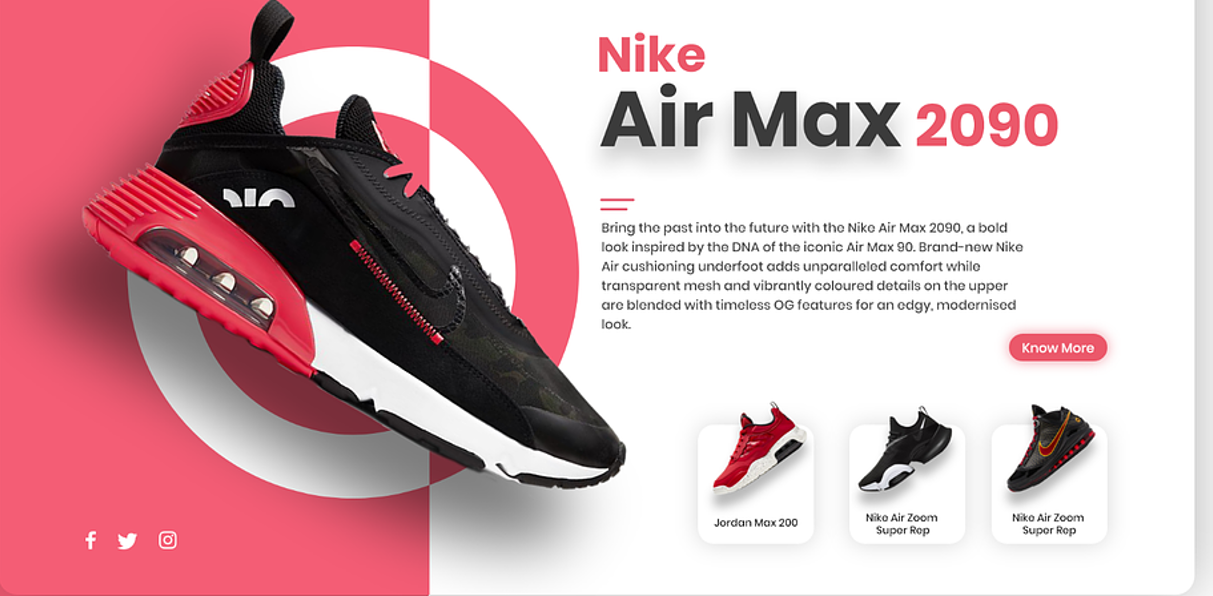 Nike
Air Max 2090
Bring the past into the future with the Nike Air Max 2090, a bold
look inspired by the DNA of the iconic Air Max 90. Brand-new Nike
Air cushioning underfoot adds unparalleled comfort while
transparent mesh and vibrantly coloured details on the upper
are blended with timeless OG features for an edgy, modernised
look.
Know More
Jordan Max 200
Nike Air Zoom
Super Rep
Nike Air Zoom
Super Rep